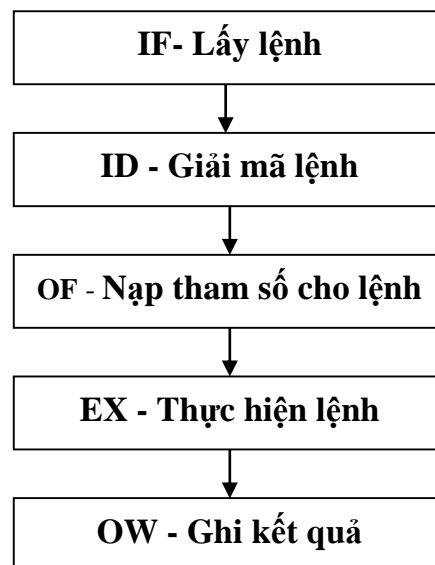 IF- Lấy lệnh
ID - Giải mã lệnh
OF - Nạp tham số cho lệnh
EX - Thực hiện lệnh
OW - Ghi kết quả